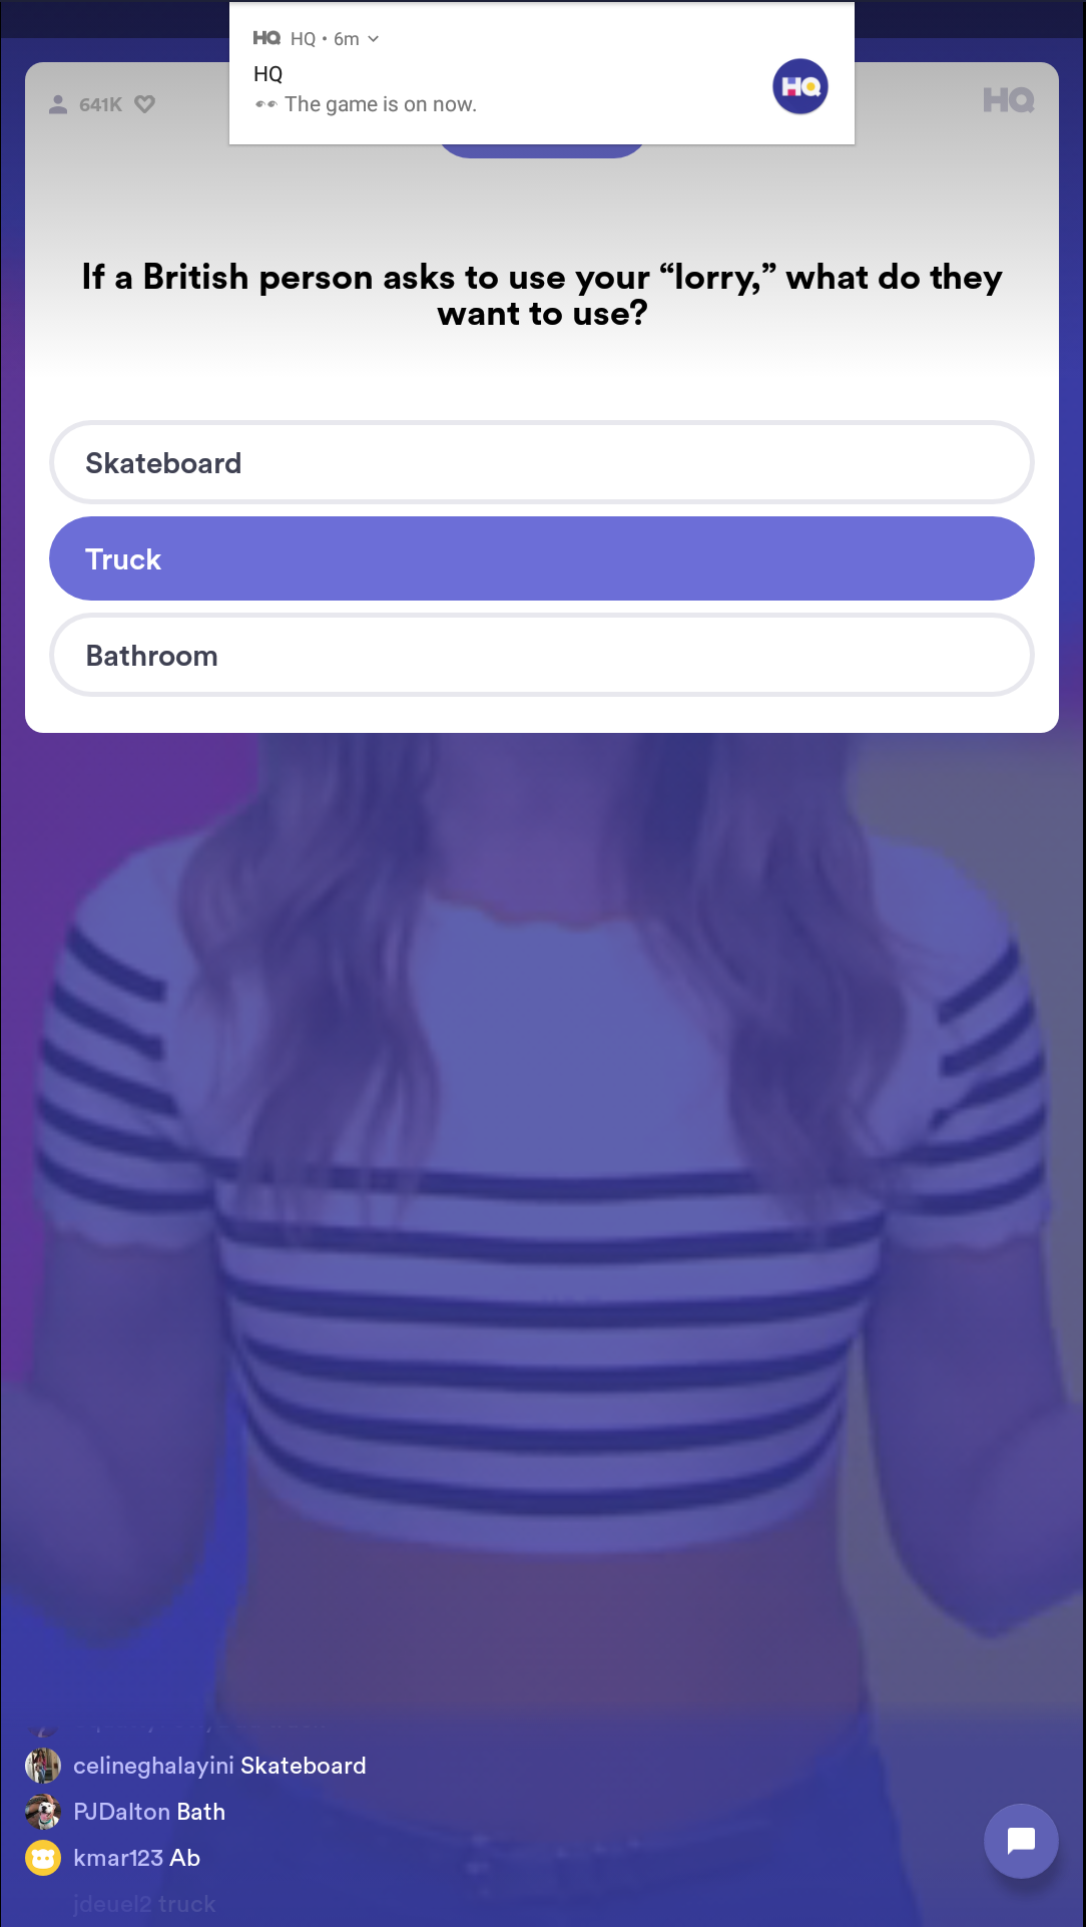 HQ HQ • 6m
HQ
👀 The game is on now.
HQ
641K
HQ
If a British person asks to use your “lorry,” what do they
want to use?
Skateboard
Truck
Bathroom
celineghalayini Skateboard
PJDalton Bath
kmar123 Ab
jdeuel2 truck